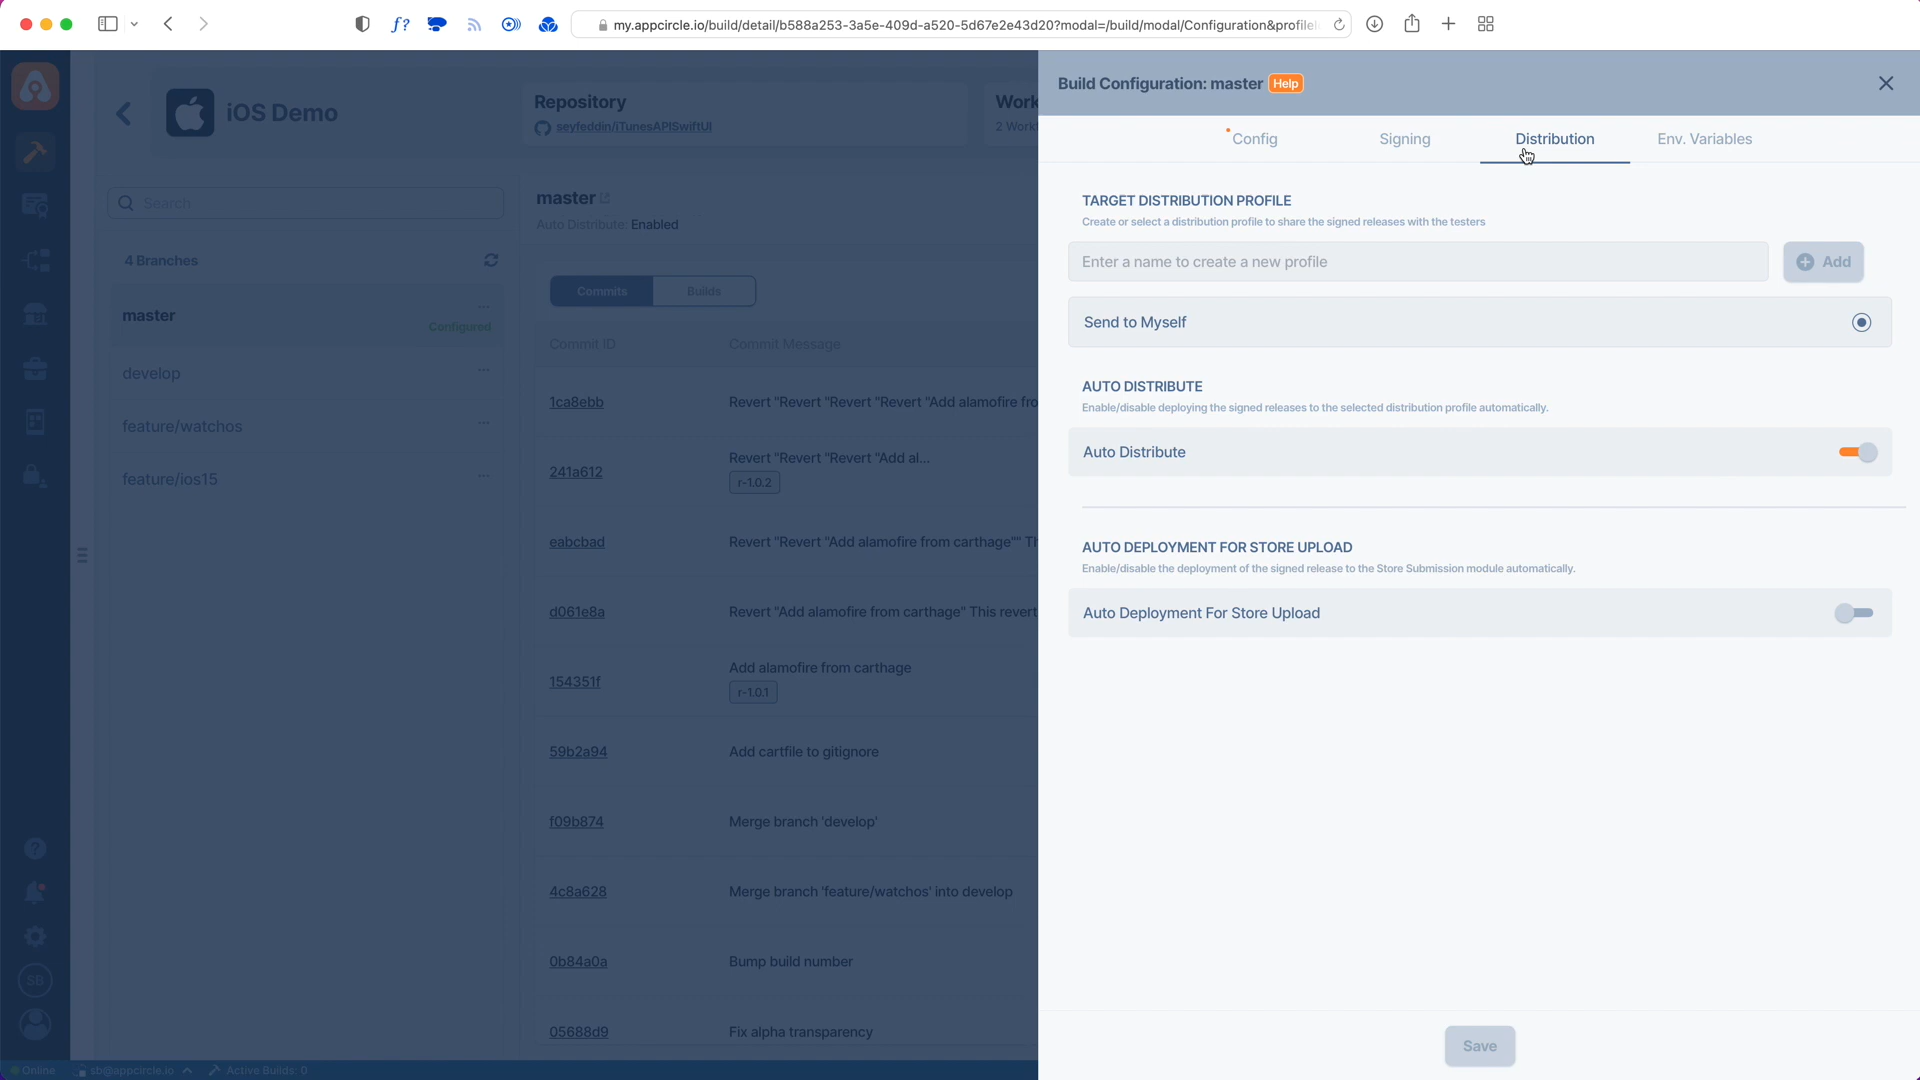 my.appcircle.io/build/detail/b588a253-3a5e-409d-a520-5d67e2e43d20?modal=/build/modal/Configuration&profileI
iOS Demo
Repository
seyfeddin/iTunesAPISwiftUI
Work
2 Work
Search
4 Branches
master
Configured
develop
feature/watchos
feature/ios15
master
Auto Distribute: Enabled
Commits
Builds
Commit ID
Commit Message
1ca8ebb
Revert "Revert "Revert "Revert "Add alamofire fro
241a612
Revert "Revert "Revert "Add al...
r-1.0.2
eabcbad
Revert "Revert "Add alamofire from carthage"" Th
d061e8a
Revert "Add alamofire from carthage" This revert
154351f
Add alamofire from carthage
r-1.0.1
59b2a94
Add cartfile to gitignore
f09b874
Merge branch 'develop'
4c8a628
Merge branch 'feature/watchos' into develop
0b84a0a
Bump build number
05688d9
Fix alpha transparency
SB
Online
sb@appcircle.io
Active Builds: 0
Build Configuration: master
Help
Config
Signing
Distribution
Env. Variables
TARGET DISTRIBUTION PROFILE
Create or select a distribution profile to share the signed releases with the testers
Enter a name to create a new profile
Add
Send to Myself
AUTO DISTRIBUTE
Enable/disable deploying the signed releases to the selected distribution profile automatically.
Auto Distribute
AUTO DEPLOYMENT FOR STORE UPLOAD
Enable/disable the deployment of the signed release to the Store Submission module automatically.
Auto Deployment For Store Upload
Save